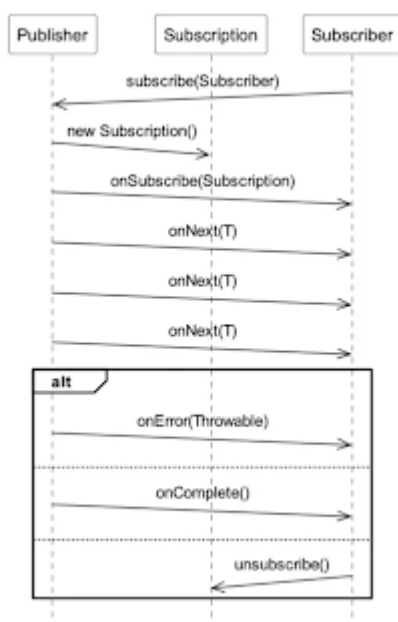 Publisher
Subscription
Subscriber
subscribe(Subscriber)
new Subscription()
onSubscribe(Subscription)
onNext(T)
onNext(T)
onNext(T)
alt
onError(Throwable)
onComplete()
unsubscribe()